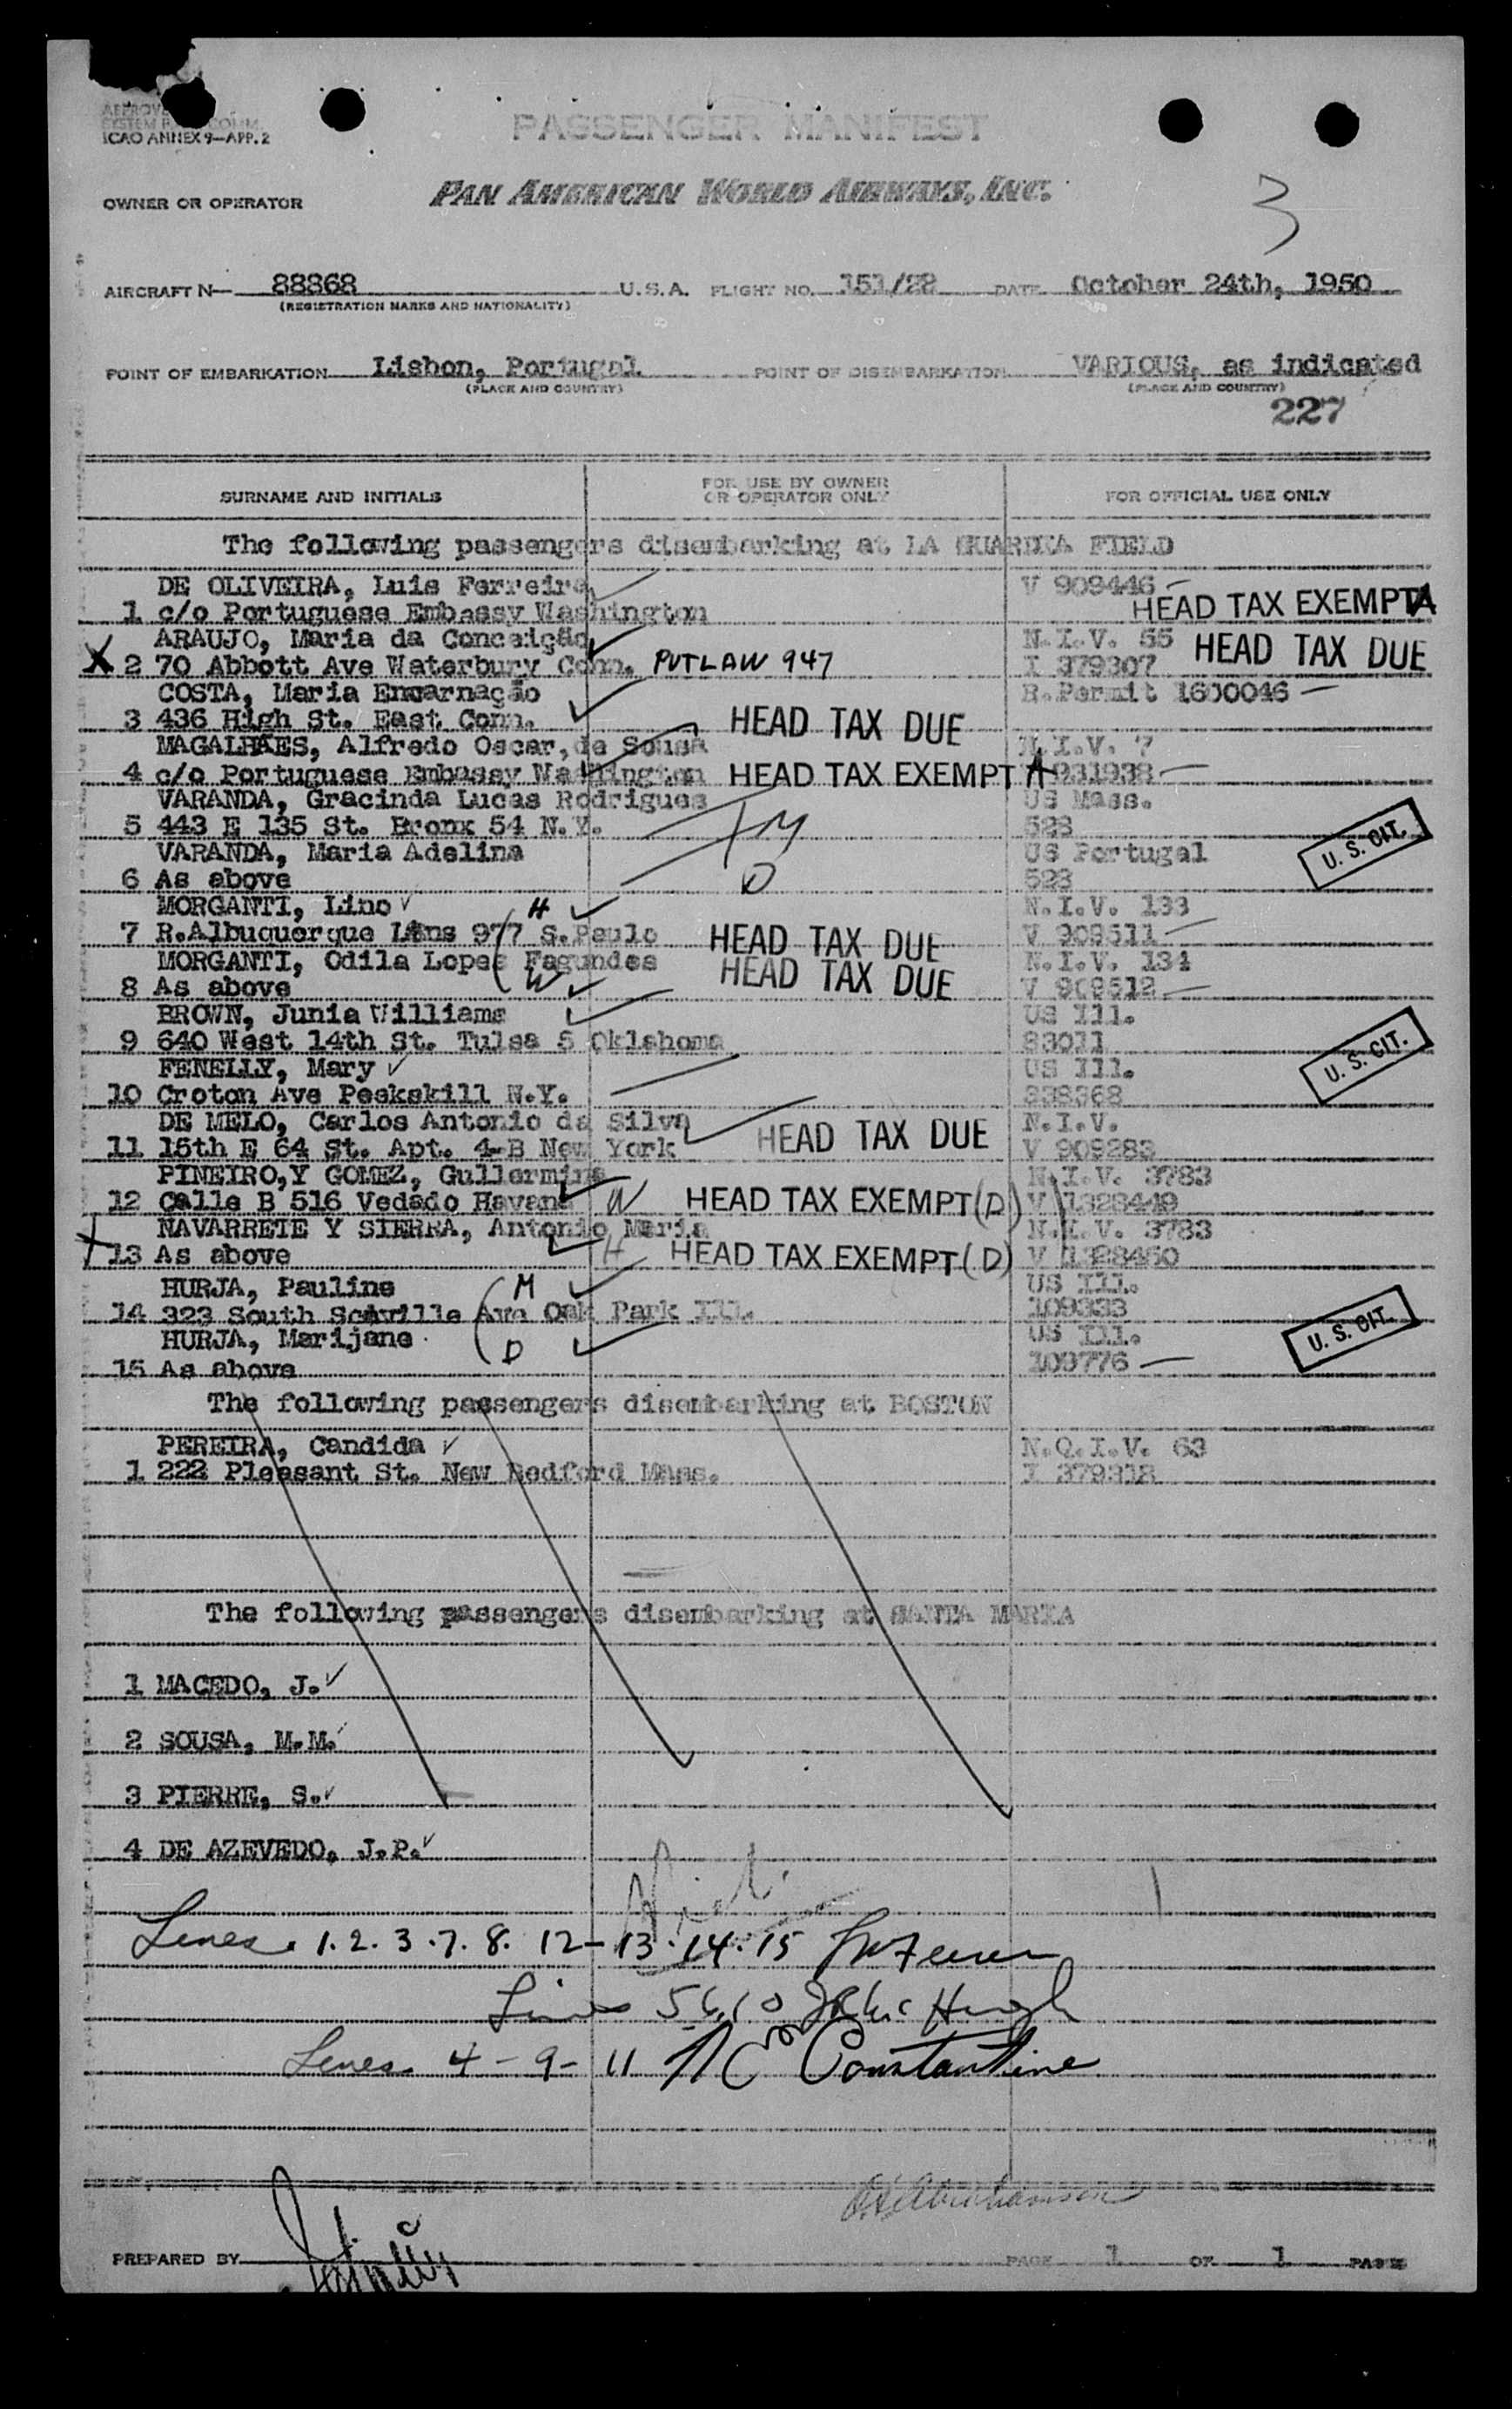 APPROVE
SYSTEM COMM.
ICAO ANNEX 9—APP. 2
PASSENGER MANIFEST
OWNER OR OPERATOR PAN AMERICAN WORLD AIRWAYS, INC.
3
AIRCRAFT N— 88868 U.S.A. FLIGHT NO. 151/22 DATE October 24th, 1950
(REGISTRATION MARKS AND NATIONALITY)
POINT OF EMBARKATION Lisbon, Portugal POINT OF DISEMBARKATION VARIOUS, as indicated
(PLACE AND COUNTRY) (PLACE AND COUNTRY)
227
SURNAME AND INITIALS FOR USE BY OWNER OR OPERATOR ONLY FOR OFFICIAL USE ONLY
The following passengers disembarking at LA GUARDIA FIELD
DE OLIVEIRA, Luis Ferreira V 909446
1 c/o Portuguese Embassy Washington HEAD TAX EXEMPT A
ARAUJO, Maria da Conceição N.I.V. 55 HEAD TAX DUE
X 2 70 Abbott Ave Waterbury Conn. PVTLAW 947 I 379307
COSTA, Maria Encarnação R.Permit 1600046
3 436 High St. East Conn. HEAD TAX DUE
MAGALHÃES, Alfredo Oscar, de Sousa N.I.V. 7
4 c/o Portuguese Embassy Washington HEAD TAX EXEMPT A 931938
VARANDA, Gracinda Lucas Rodrigues US Mass.
5 443 E 135 St. Bronx 54 N.Y. M 528
VARANDA, Maria Adelina US Portugal U. S. CIT.
6 As above D 528
MORGANTI, Lino H N.I.V. 133
7 R.Albuquerque Lins 977 S.Paulo HEAD TAX DUE V 909511
MORGANTI, Odila Lopes Fagundes HEAD TAX DUE N.I.V. 134
8 As above W V 909512
BROWN, Junia Williams US Ill.
9 640 West 14th St. Tulsa 5 Oklahoma 83011
FENELLY, Mary US Ill. U. S. CIT.
10 Croton Ave Peekskill N.Y. 338368
DE MELO, Carlos Antonio da Silva N.I.V.
11 15th E 64 St. Apt. 4-B New York HEAD TAX DUE V 909283
PINEIRO,Y GOMEZ, Gullermina N.I.V. 3783
12 Calle B 516 Vedado Havana W HEAD TAX EXEMPT (D) V 1328449
NAVARRETE Y SIERRA, Antonio Maria N.I.V. 3783
13 As above H HEAD TAX EXEMPT (D) V 1328450
HURJA, Pauline M US Ill.
14 323 South Scoville Ave Oak Park Ill. 109333
HURJA, Marijane D US Ill. U. S. CIT.
15 As above 109776
The following passengers disembarking at BOSTON
PEREIRA, Candida N.Q.I.V. 63
1 222 Pleasant St. New Bedford Mass. I 379318
The following passengers disembarking at SANTA MARIA
1 MACEDO, J.
2 SOUSA, M.M.
3 PIERRE, S.
4 DE AZEVEDO, J.P.
Lines 1. 2. 3. 7. 8. 12- 13. 14. 15
Lines 5 6, 10
Lines 4 - 9 - 11 Constantine
Abrahamson
PREPARED BY PAGE 1 OF 1 PAGES